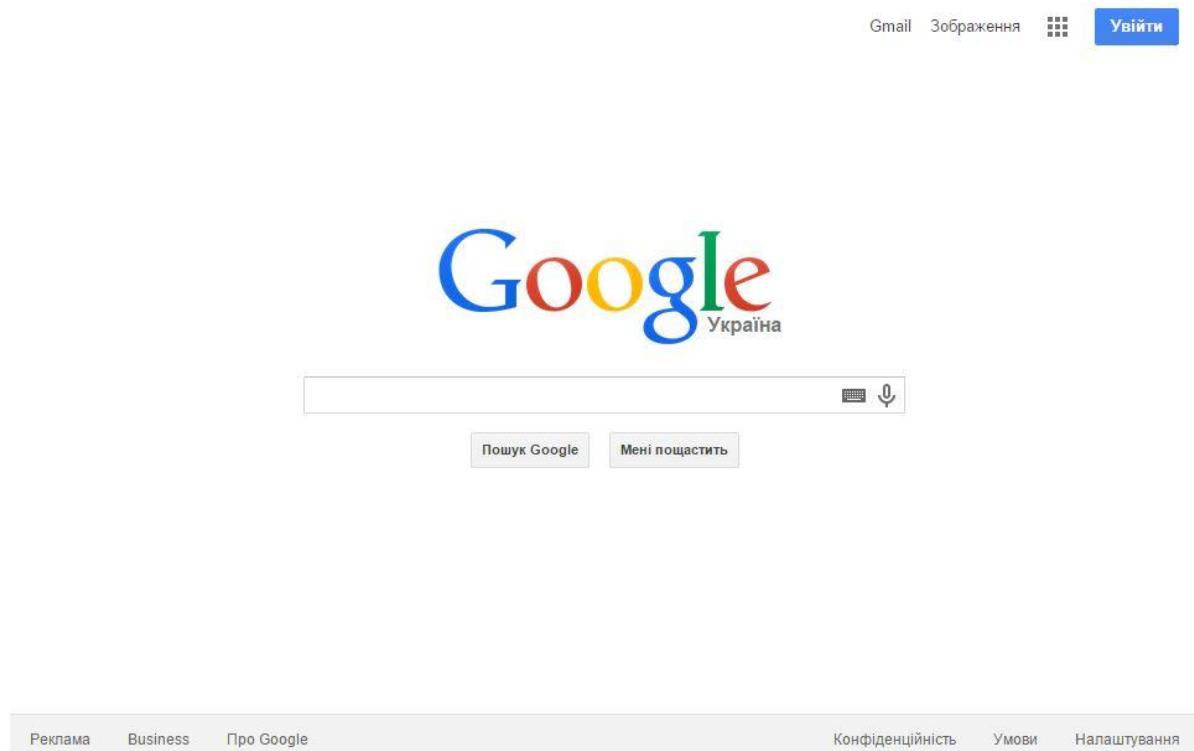 Gmail Зображення Увійти
Google
Україна
Пошук Google Мені пощастить
Реклама Business Про Google Конфіденційність Умови Налаштування